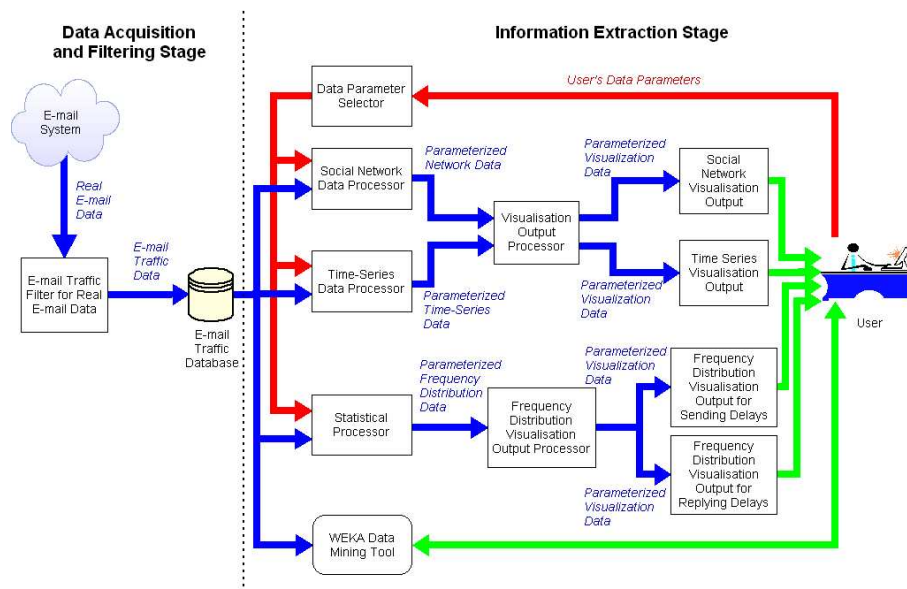 Data Acquisition
and Filtering Stage
Information Extraction Stage
E-mail
System
Real
E-mail
Data
E-mail Traffic
Filter for Real
E-mail Data
E-mail
Traffic
Data
E-mail
Traffic
Database
Data Parameter
Selector
User's Data Parameters
Social Network
Data Processor
Parameterized
Network Data
Time-Series
Data Processor
Parameterized
Time-Series
Data
Visualisation
Output
Processor
Parameterized
Visualization
Data
Social
Network
Visualisation
Output
Time Series
Visualisation
Output
Parameterized
Visualization
Data
User
Statistical
Processor
Parameterized
Frequency
Distribution
Data
Frequency
Distribution
Visualisation
Output Processor
Parameterized
Visualization
Data
Frequency
Distribution
Visualisation
Output for
Sending Delays
Frequency
Distribution
Visualisation
Output for
Replying Delays
Parameterized
Visualization
Data
WEKA Data
Mining Tool